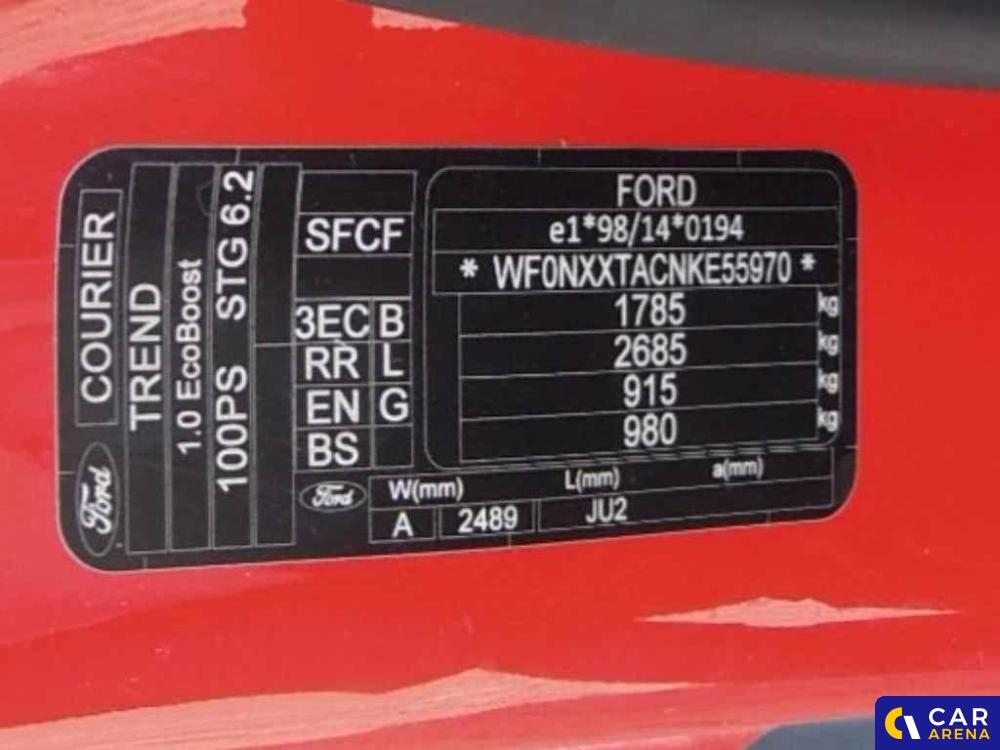 FORD
e1*98/14*0194
* WF0NXXTACNKE55970 *
1785 kg
2685 kg
915 kg
980 kg
SFCF
3EC B
RR L
EN G
BS
Ford
W(mm) L(mm) a(mm)
A 2489 JU2
Ford COURIER
TREND
1.0 EcoBoost
100PS STG 6.2
CAR
ARENA